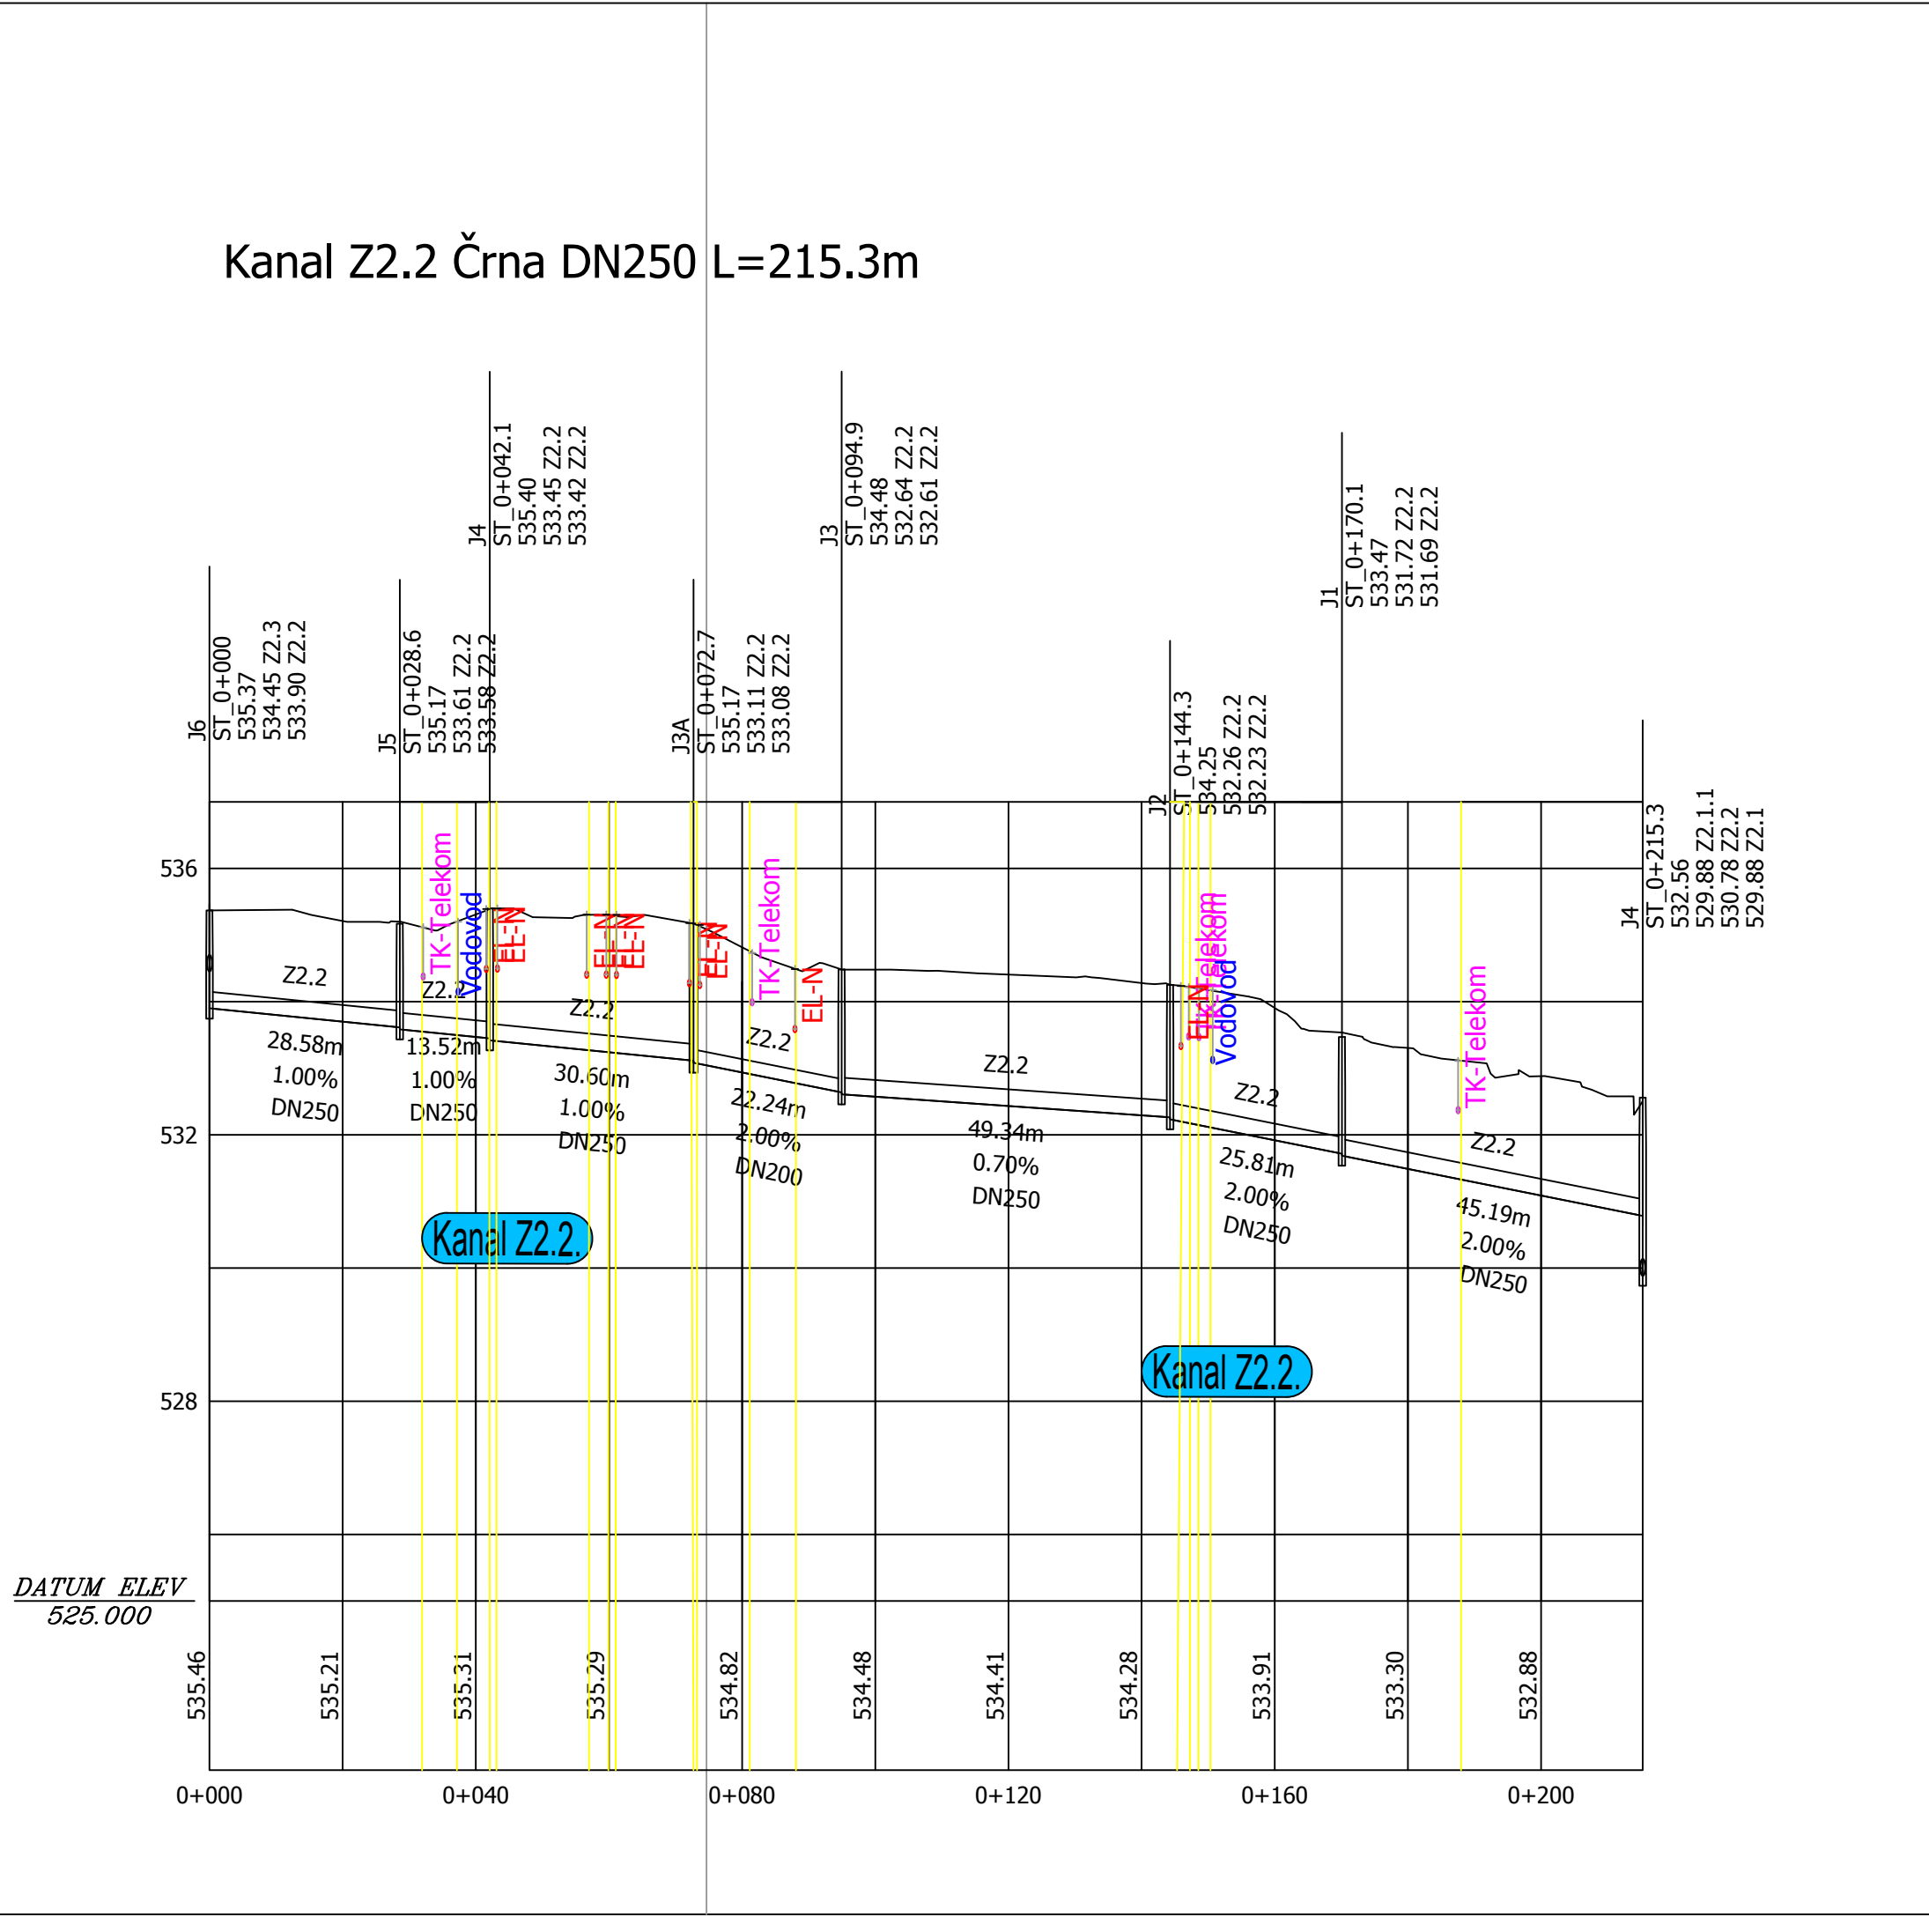 Kanal Z2.2 Črna DN250 L=215.3m
J6
ST_0+000
535.37
534.45 Z2.3
533.90 Z2.2
J5
ST_0+028.6
535.17
533.61 Z2.2
533.58 Z2.2
J4
ST_0+042.1
535.40
533.45 Z2.2
533.42 Z2.2
J3A
ST_0+072.7
535.17
533.11 Z2.2
533.08 Z2.2
J3
ST_0+094.9
534.48
532.64 Z2.2
532.61 Z2.2
J2
ST_0+144.3
534.25
532.26 Z2.2
532.23 Z2.2
J1
ST_0+170.1
533.47
531.72 Z2.2
531.69 Z2.2
J4
ST_0+215.3
532.56
529.88 Z2.1.1
530.78 Z2.2
529.88 Z2.1
536
532
528
TK-Telekom
Vodovod
EL-N
EL-N
EL-N
EL-N
EL-N
EL-N
EL-N
TK-Telekom
EL-N
EL-N
TK-Telekom
TK-Telekom
Vodovod
TK-Telekom
Z2.2
28.58m
1.00%
DN250
Z2.2
13.52m
1.00%
DN250
Z2.2
30.60m
1.00%
DN250
Z2.2
22.24m
2.00%
DN200
Z2.2
49.34m
0.70%
DN250
Z2.2
25.81m
2.00%
DN250
Z2.2
45.19m
2.00%
DN250
Kanal Z2.2.
Kanal Z2.2.
DATUM ELEV
525.000
535.46
535.21
535.31
535.29
534.82
534.48
534.41
534.28
533.91
533.30
532.88
0+000
0+040
0+080
0+120
0+160
0+200